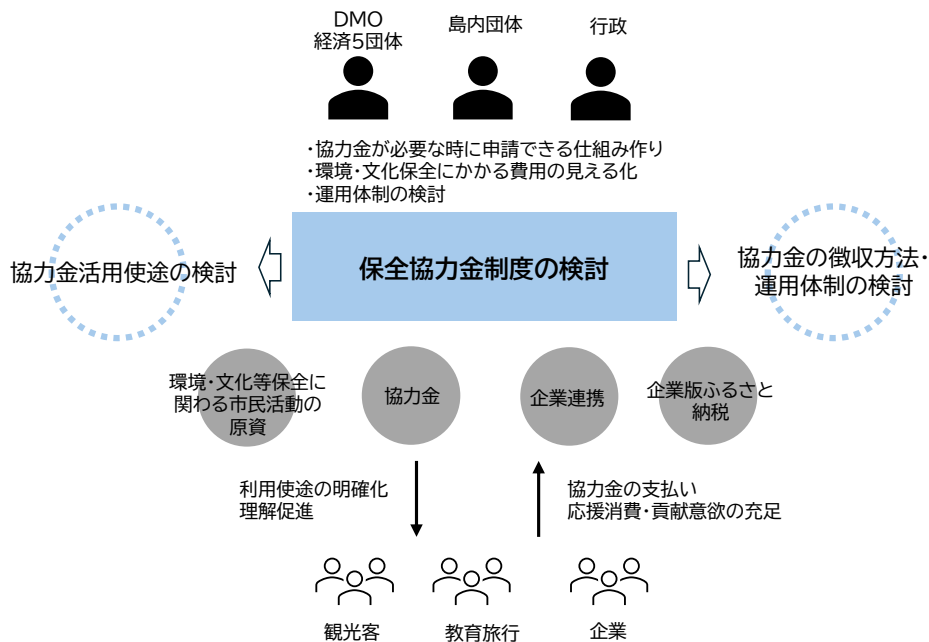 DMO
経済5団体
島内団体
行政
・協力金が必要な時に申請できる仕組み作り
・環境・文化保全にかかる費用の見える化
・運用体制の検討
協力金活用使途の検討
保全協力金制度の検討
協力金の徴収方法・
運用体制の検討
環境・文化等保全に
関わる市民活動の
原資
協力金
企業連携
企業版ふるさと
納税
利用使途の明確化
理解促進
協力金の支払い
応援消費・貢献意欲の充足
観光客
教育旅行
企業